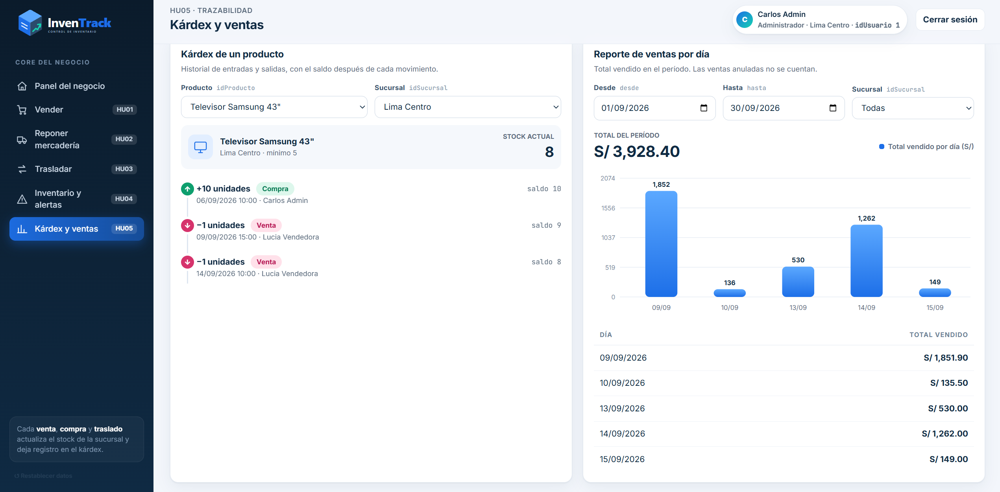 InvenTrack
CONTROL DE INVENTARIO
CORE DEL NEGOCIO
Panel del negocio
Vender HU01
Reponer mercadería HU02
Trasladar HU03
Inventario y alertas HU04
Kárdex y ventas HU05
Cada venta, compra y traslado
actualiza el stock de la sucursal y
deja registro en el kárdex.
↺ Restablecer datos
HU05 · TRAZABILIDAD
Kárdex y ventas
C
Carlos Admin
Administrador · Lima Centro · idUsuario 1
Cerrar sesión
Kárdex de un producto
Historial de entradas y salidas, con el saldo después de cada movimiento.
Producto idProducto
Sucursal idSucursal
Televisor Samsung 43"
Lima Centro
Televisor Samsung 43"
Lima Centro · mínimo 5
STOCK ACTUAL
8
+10 unidades Compra saldo 10
06/09/2026 10:00 · Carlos Admin
−1 unidades Venta saldo 9
09/09/2026 15:00 · Lucia Vendedora
−1 unidades Venta saldo 8
14/09/2026 10:00 · Lucia Vendedora
Reporte de ventas por día
Total vendido en el período. Las ventas anuladas no se cuentan.
Desde desde
Hasta hasta
Sucursal idSucursal
01/09/2026
30/09/2026
Todas
TOTAL DEL PERÍODO
S/ 3,928.40
Total vendido por día (S/)
2074
1556
1037
519
0
1,852
136
530
1,262
149
09/09
10/09
13/09
14/09
15/09
DÍA TOTAL VENDIDO
09/09/2026 S/ 1,851.90
10/09/2026 S/ 135.50
13/09/2026 S/ 530.00
14/09/2026 S/ 1,262.00
15/09/2026 S/ 149.00